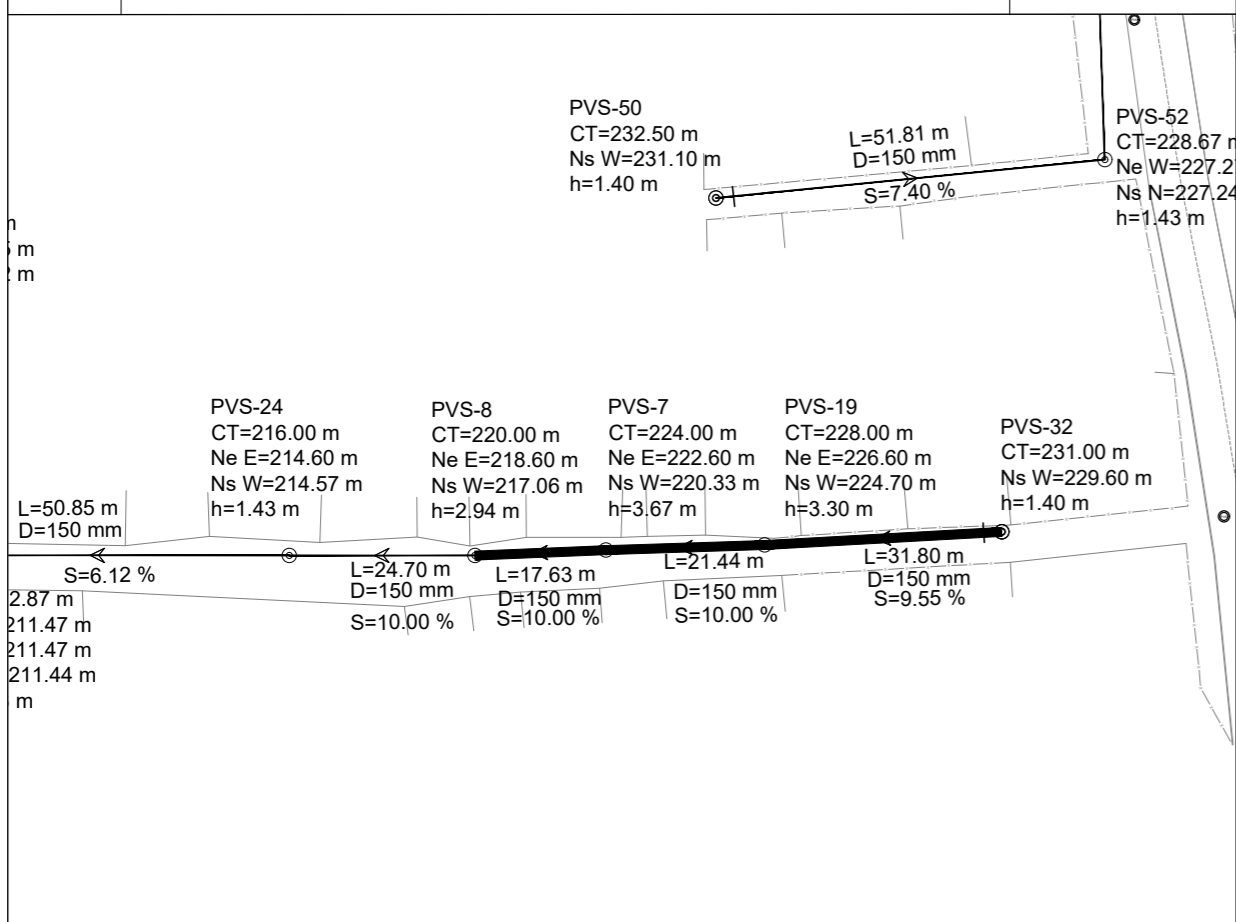 PVS-50
CT=232.50 m
Ns W=231.10 m
h=1.40 m
L=51.81 m
D=150 mm
S=7.40 %
PVS-52
CT=228.67 m
Ne W=227.2
Ns N=227.24
h=1.43 m
m
m
m
PVS-24
CT=216.00 m
Ne E=214.60 m
Ns W=214.57 m
h=1.43 m
PVS-8
CT=220.00 m
Ne E=218.60 m
Ns W=217.06 m
h=2.94 m
PVS-7
CT=224.00 m
Ne E=222.60 m
Ns W=220.33 m
h=3.67 m
PVS-19
CT=228.00 m
Ne E=226.60 m
Ns W=224.70 m
h=3.30 m
PVS-32
CT=231.00 m
Ns W=229.60 m
h=1.40 m
L=50.85 m
D=150 mm
S=6.12 %
L=24.70 m
D=150 mm
S=10.00 %
L=17.63 m
D=150 mm
S=10.00 %
L=21.44 m
D=150 mm
S=10.00 %
L=31.80 m
D=150 mm
S=9.55 %
2.87 m
211.47 m
211.47 m
211.44 m
m